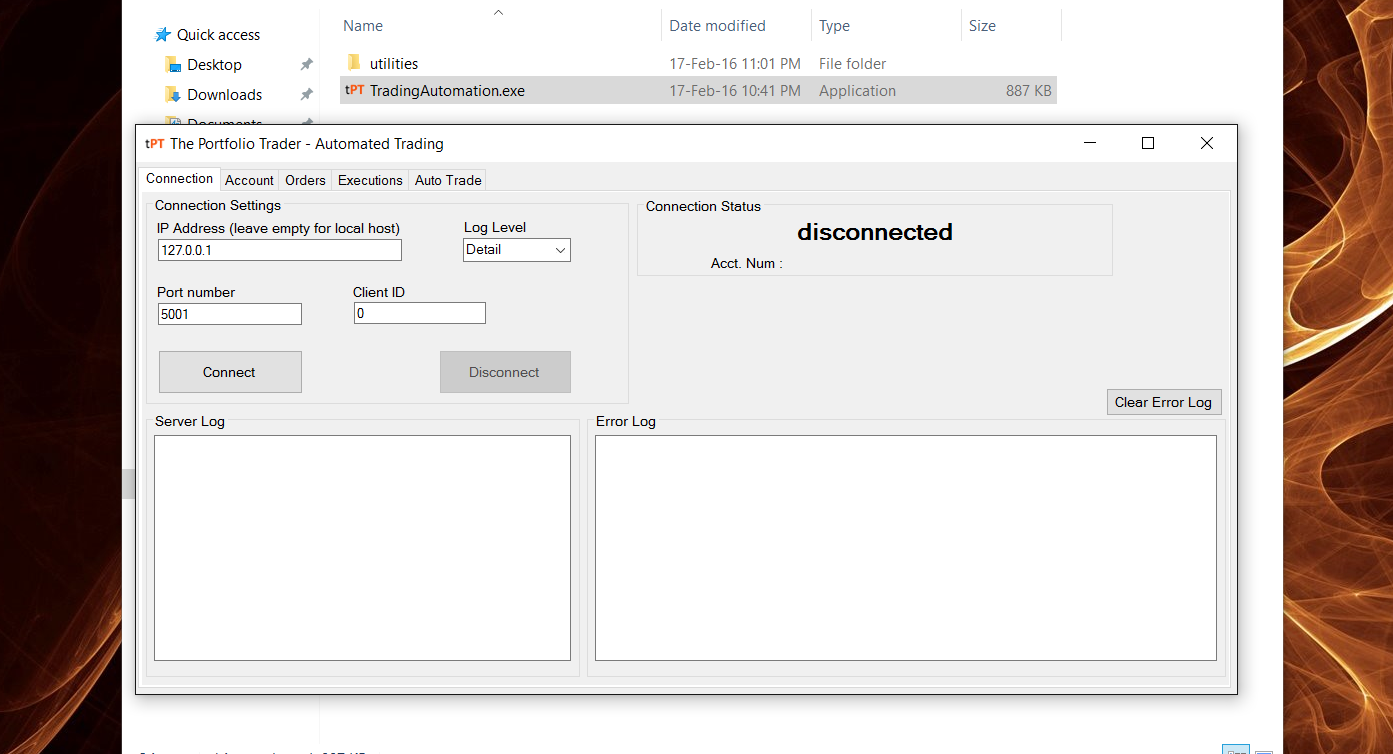 Name Date modified Type Size
Quick access
utilities 17-Feb-16 11:01 PM File folder
Desktop
tPT TradingAutomation.exe 17-Feb-16 10:41 PM Application 887 KB
Downloads
Documents
tPT The Portfolio Trader - Automated Trading
Connection Account Orders Executions Auto Trade
Connection Settings
IP Address (leave empty for local host) Log Level
127.0.0.1 Detail
Port number Client ID
5001 0
Connect Disconnect
Connection Status
disconnected
Acct. Num :
Clear Error Log
Server Log
Error Log